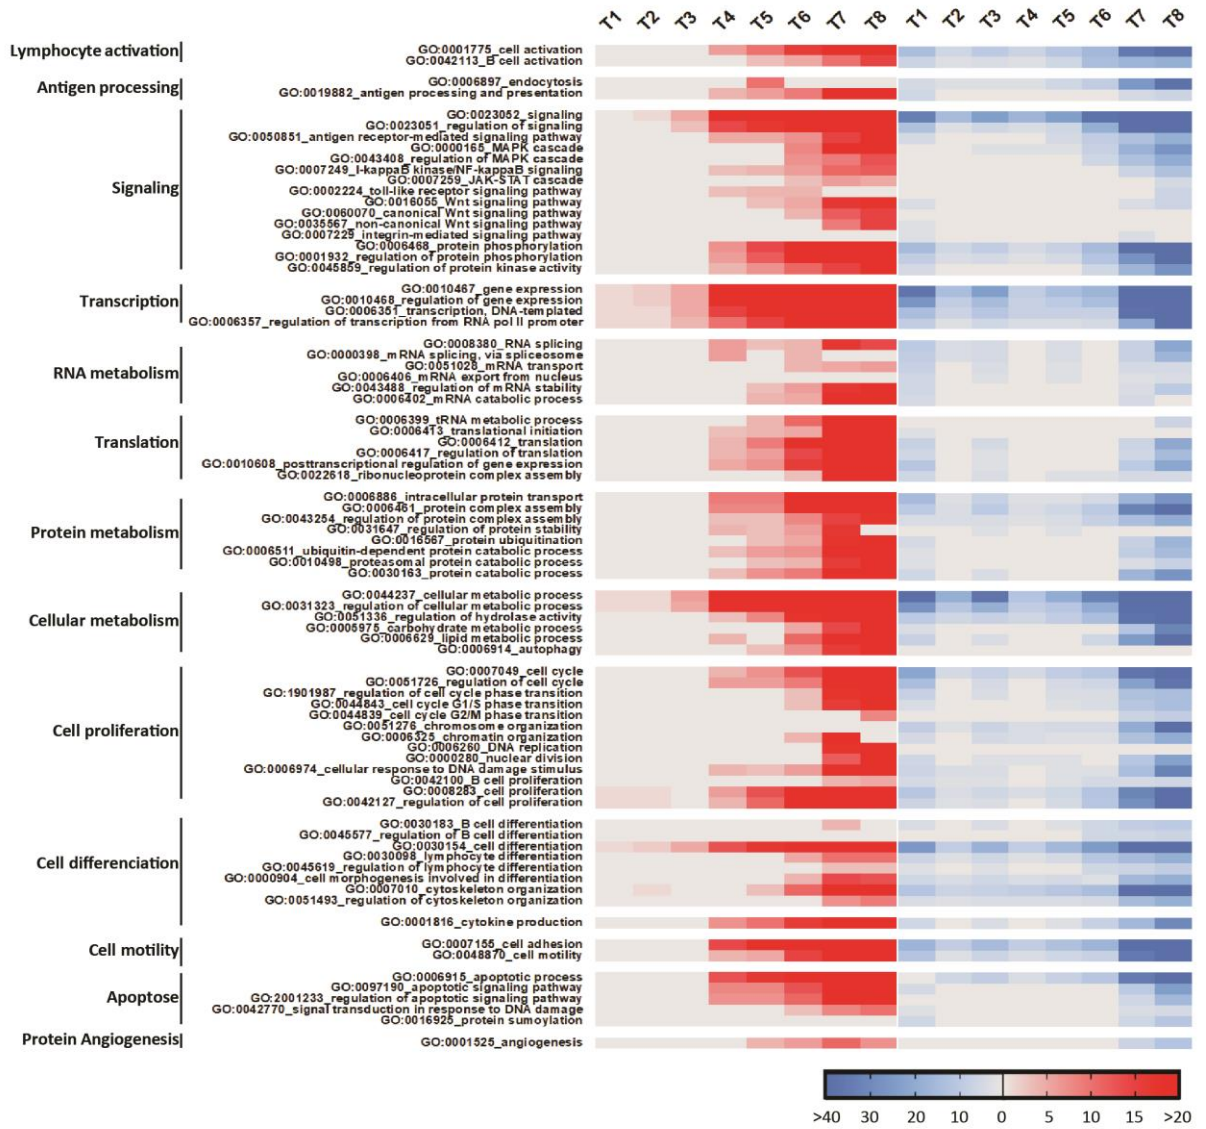 T1 T2 T3 T4 T5 T6 T7 T8 T1 T2 T3 T4 T5 T6 T7 T8
Lymphocyte activation
GO:0001775_cell activation
GO:0042113_B cell activation
Antigen processing
GO:0006897_endocytosis
GO:0019882_antigen processing and presentation
Signaling
GO:0023052_signaling
GO:0023051_regulation of signaling
GO:0050851_antigen receptor-mediated signaling pathway
GO:0000165_MAPK cascade
GO:0043408_regulation of MAPK cascade
GO:0007249_I-kappaB kinase/NF-kappaB signaling
GO:0007259_JAK-STAT cascade
GO:0002224_toll-like receptor signaling pathway
GO:0016055_Wnt signaling pathway
GO:0060070_canonical Wnt signaling pathway
GO:0035567_non-canonical Wnt signaling pathway
GO:0007229_integrin-mediated signaling pathway
GO:0006468_protein phosphorylation
GO:0001932_regulation of protein phosphorylation
GO:0045859_regulation of protein kinase activity
Transcription
GO:0010467_gene expression
GO:0010468_regulation of gene expression
GO:0006351_transcription, DNA-templated
GO:0006357_regulation of transcription from RNA pol II promoter
RNA metabolism
GO:0008380_RNA splicing
GO:0000398_mRNA splicing, via spliceosome
GO:0051028_mRNA transport
GO:0006406_mRNA export from nucleus
GO:0043488_regulation of mRNA stability
GO:0006402_mRNA catabolic process
Translation
GO:0006399_tRNA metabolic process
GO:0006413_translational initiation
GO:0006412_translation
GO:0006417_regulation of translation
GO:0010608_posttranscriptional regulation of gene expression
GO:0022618_ribonucleoprotein complex assembly
Protein metabolism
GO:0006886_intracellular protein transport
GO:0006461_protein complex assembly
GO:0043254_regulation of protein complex assembly
GO:0031647_regulation of protein stability
GO:0016567_protein ubiquitination
GO:0006511_ubiquitin-dependent protein catabolic process
GO:0010498_proteasomal protein catabolic process
GO:0030163_protein catabolic process
Cellular metabolism
GO:0044237_cellular metabolic process
GO:0031323_regulation of cellular metabolic process
GO:0051336_regulation of hydrolase activity
GO:0005975_carbohydrate metabolic process
GO:0006629_lipid metabolic process
GO:0006914_autophagy
Cell proliferation
GO:0007049_cell cycle
GO:0051726_regulation of cell cycle
GO:1901987_regulation of cell cycle phase transition
GO:0044843_cell cycle G1/S phase transition
GO:0044839_cell cycle G2/M phase transition
GO:0051276_chromosome organization
GO:0006325_chromatin organization
GO:0006260_DNA replication
GO:0000280_nuclear division
GO:0006974_cellular response to DNA damage stimulus
GO:0042100_B cell proliferation
GO:0008283_cell proliferation
GO:0042127_regulation of cell proliferation
Cell differenciation
GO:0030183_B cell differentiation
GO:0045577_regulation of B cell differentiation
GO:0030154_cell differentiation
GO:0030098_lymphocyte differentiation
GO:0045619_regulation of lymphocyte differentiation
GO:0000904_cell morphogenesis involved in differentiation
GO:0007010_cytoskeleton organization
GO:0051493_regulation of cytoskeleton organization
GO:0001816_cytokine production
Cell motility
GO:0007155_cell adhesion
GO:0048870_cell motility
Apoptose
GO:0006915_apoptotic process
GO:0097190_apoptotic signaling pathway
GO:2001233_regulation of apoptotic signaling pathway
GO:0042770_signal transduction in response to DNA damage
GO:0016925_protein sumoylation
Protein Angiogenesis
GO:0001525_angiogenesis
>40 30 20 10 0 5 10 15 >20